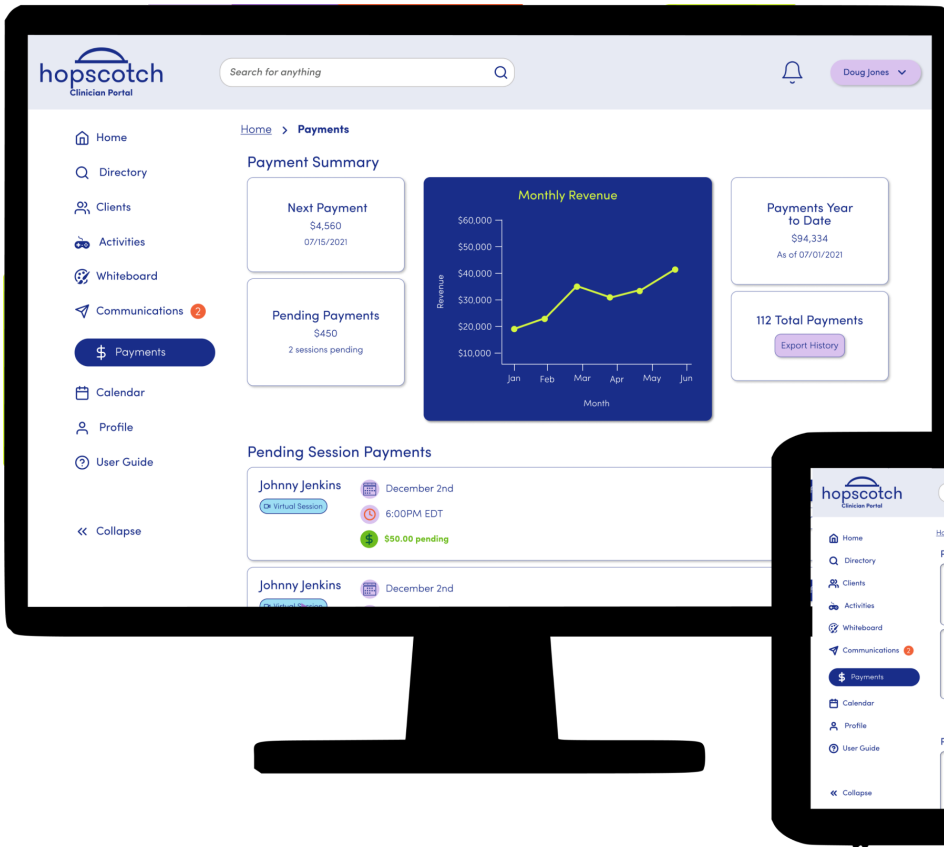 hopscotch
Clinician Portal
Search for anything
Doug Jones
Home
Directory
Clients
Activities
Whiteboard
Communications 2
$ Payments
Calendar
Profile
User Guide
Collapse
Home > Payments
Payment Summary
Next Payment
$4,560
07/15/2021
Pending Payments
$450
2 sessions pending
Monthly Revenue
$60,000
$50,000
$40,000
$30,000
$20,000
$10,000
Revenue
Jan Feb Mar Apr May Jun
Month
Payments Year
to Date
$94,334
As of 07/01/2021
112 Total Payments
Export History
Pending Session Payments
Johnny Jenkins
Virtual Session
December 2nd
6:00PM EDT
$ $50.00 pending
Johnny Jenkins
Virtual Session
December 2nd
hopscotch
Clinician Portal
Home
Directory
Clients
Activities
Whiteboard
Communications 2
$ Payments
Calendar
Profile
User Guide
Collapse